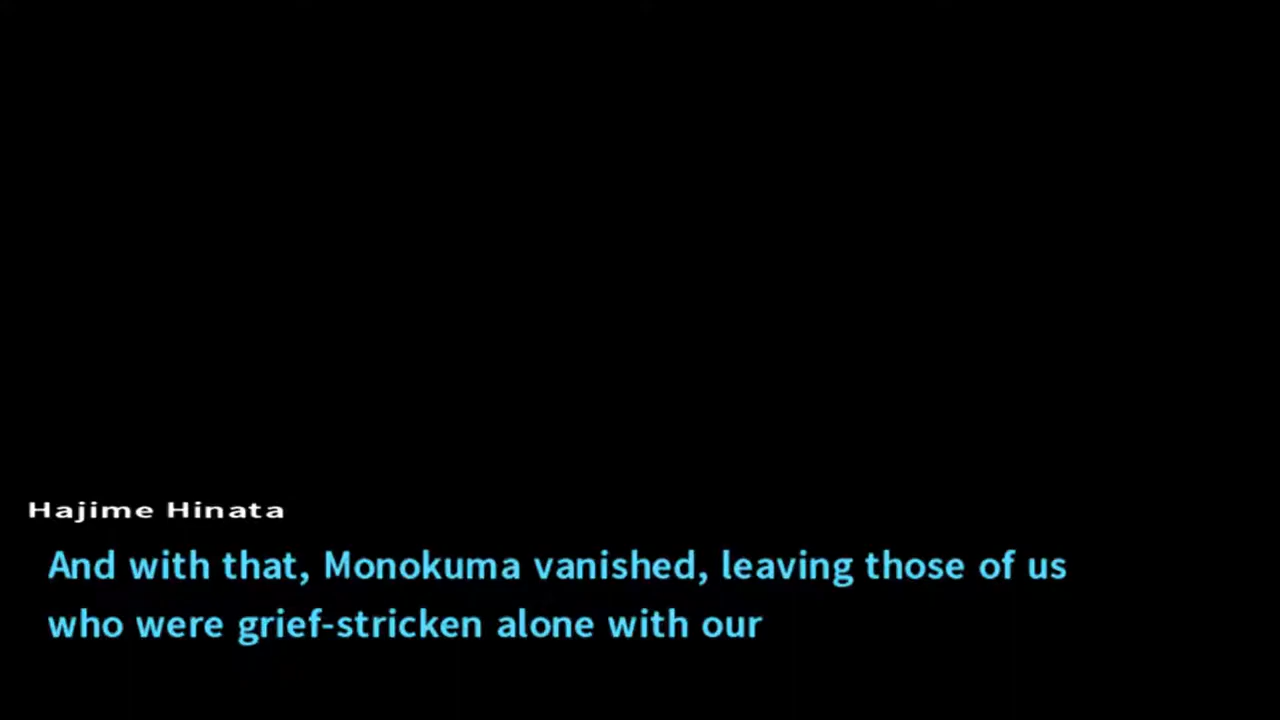 Hajime Hinata
And with that, Monokuma vanished, leaving those of us
who were grief-stricken alone with our